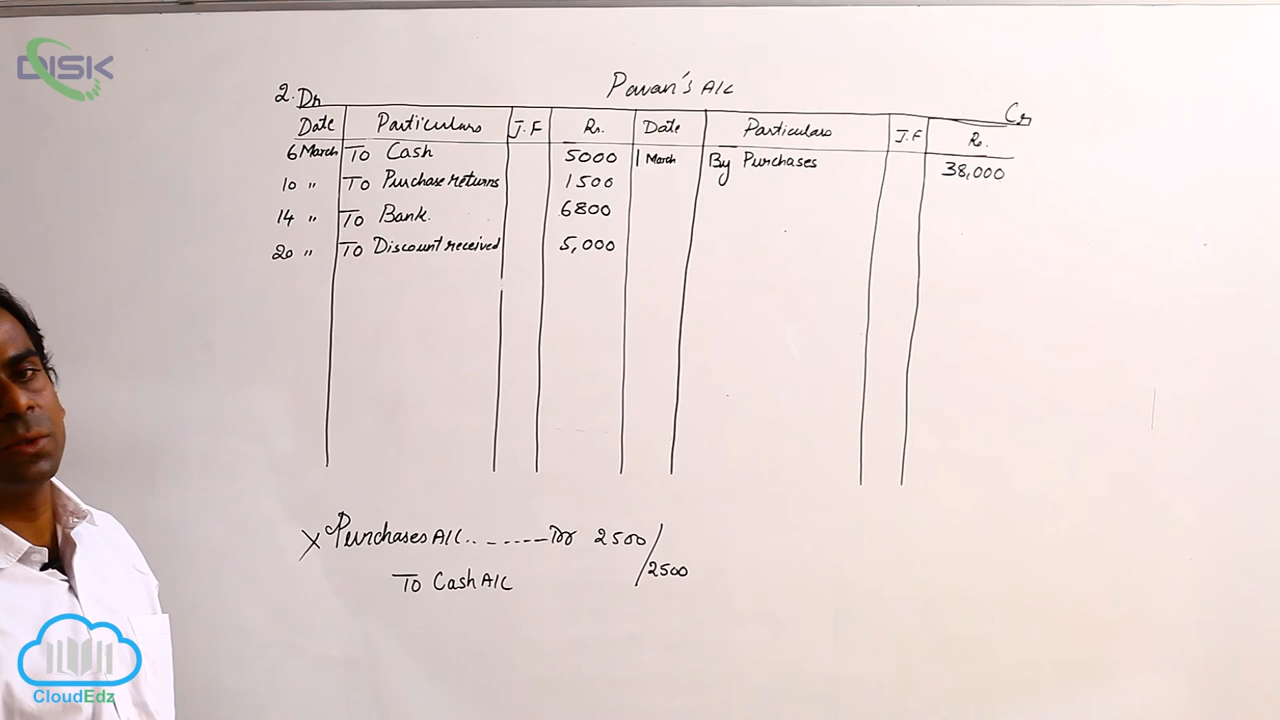 DISK
Pavan's A/C
2. Dr Cr
Date Particulars J.F Rs. Date Particulars J.F Rs.
6 March To Cash 5000 1 March By Purchases 38,000
10 " To Purchase returns 1500
14 " To Bank. 6800
20 " To Discount received 5,000
X Purchases A/C.. - ------ Dr 2500/
To Cash A/C /2500
CloudEdz